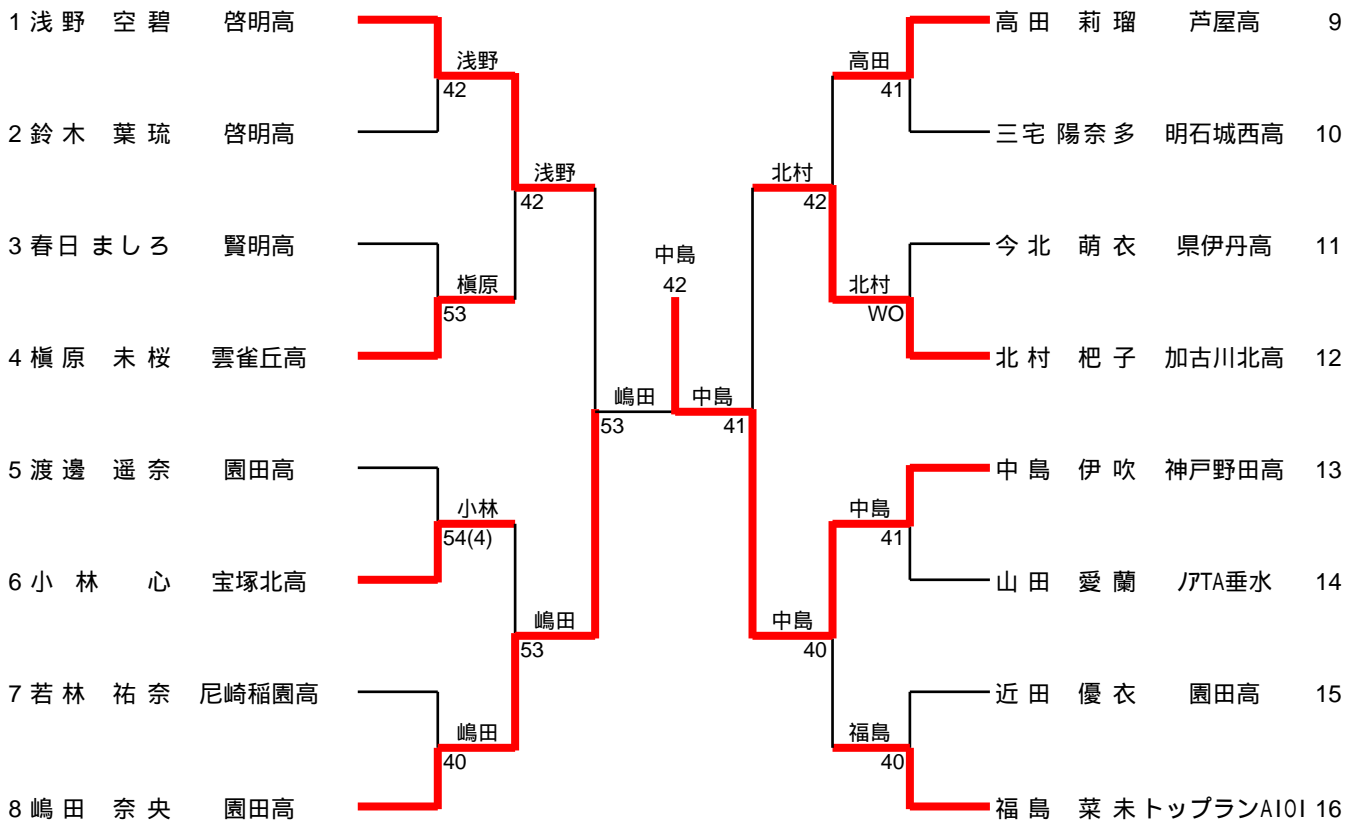 1 浅野 空碧 啓明高
浅野
42
2 鈴木 葉琉 啓明高
浅野
42
3 春日 ましろ 賢明高
槇原
53
4 槇原 未桜 雲雀丘高
嶋田
53
5 渡邊 遥奈 園田高
小林
54(4)
6 小林 心 宝塚北高
嶋田
53
7 若林 祐奈 尼崎稲園高
嶋田
40
8 嶋田 奈央 園田高
中島
42
中島
41
高田 莉瑠 芦屋高 9
高田
41
三宅 陽奈多 明石城西高 10
北村
42
今北 萌衣 県伊丹高 11
北村
WO
北村 杷子 加古川北高 12
中島 伊吹 神戸野田高 13
中島
41
山田 愛蘭 ノアTA垂水 14
中島
40
近田 優衣 園田高 15
福島
40
福島 菜未 トップランAIOI 16